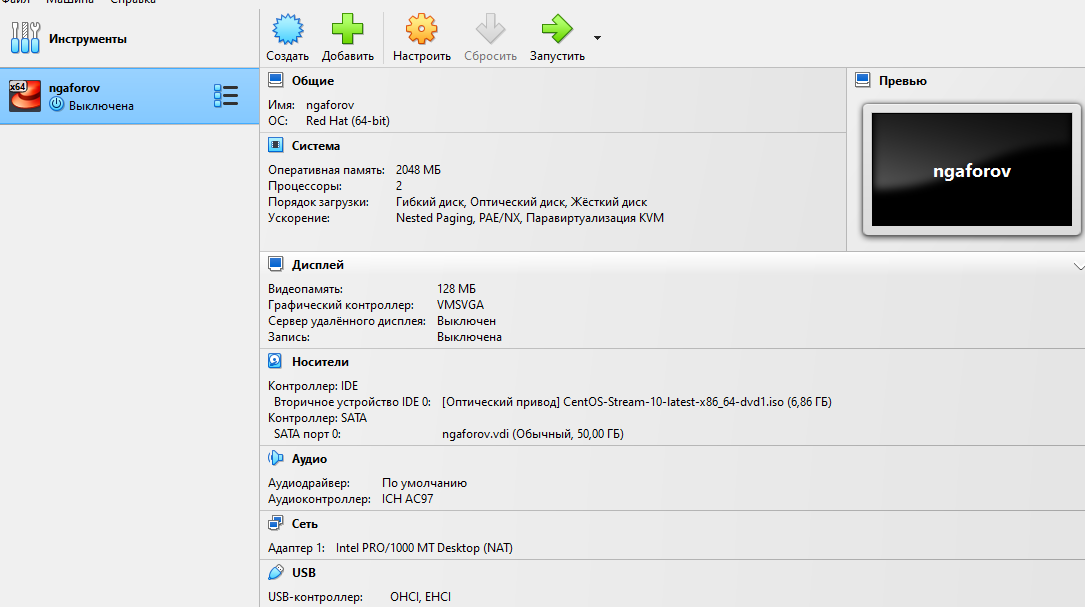 Файл Машина Справка
Инструменты
Создать Добавить Настроить Сбросить Запустить
x64
ngaforov
Выключена
Общие
Имя: ngaforov
ОС: Red Hat (64-bit)
Превью
ngaforov
Система
Оперативная память: 2048 МБ
Процессоры: 2
Порядок загрузки: Гибкий диск, Оптический диск, Жёсткий диск
Ускорение: Nested Paging, PAE/NX, Паравиртуализация KVM
Дисплей
Видеопамять: 128 МБ
Графический контроллер: VMSVGA
Сервер удалённого дисплея: Выключен
Запись: Выключена
Носители
Контроллер: IDE
Вторичное устройство IDE 0: [Оптический привод] CentOS-Stream-10-latest-x86_64-dvd1.iso (6,86 ГБ)
Контроллер: SATA
SATA порт 0: ngaforov.vdi (Обычный, 50,00 ГБ)
Аудио
Аудиодрайвер: По умолчанию
Аудиоконтроллер: ICH AC97
Сеть
Адаптер 1: Intel PRO/1000 MT Desktop (NAT)
USB
USB-контроллер: OHCI, EHCI